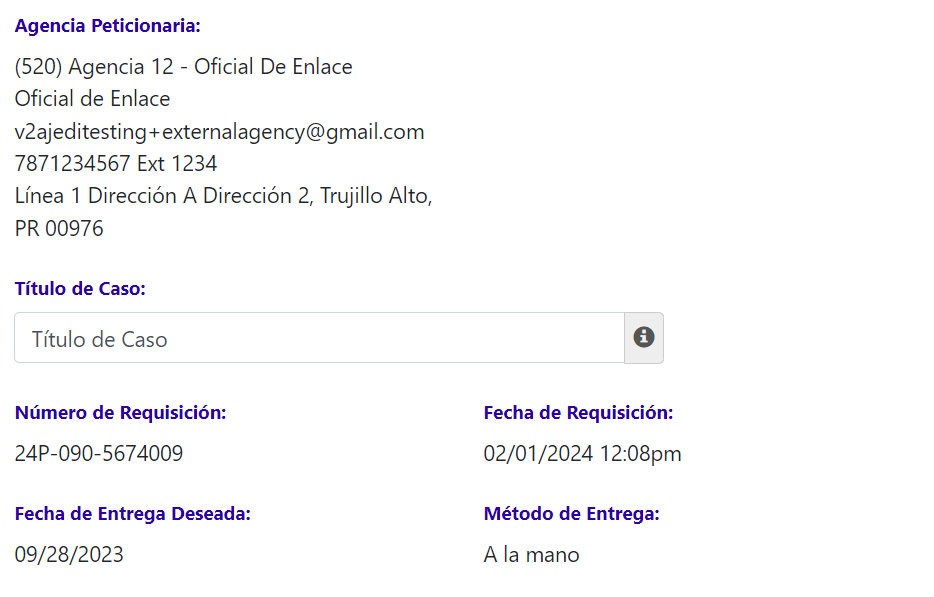 Agencia Peticionaria:
(520) Agencia 12 - Oficial De Enlace
Oficial de Enlace
v2ajeditesting+externalagency@gmail.com
7871234567 Ext 1234
Línea 1 Dirección A Dirección 2, Trujillo Alto,
PR 00976
Título de Caso:
Título de Caso
Número de Requisición:
24P-090-5674009
Fecha de Requisición:
02/01/2024 12:08pm
Fecha de Entrega Deseada:
09/28/2023
Método de Entrega:
A la mano